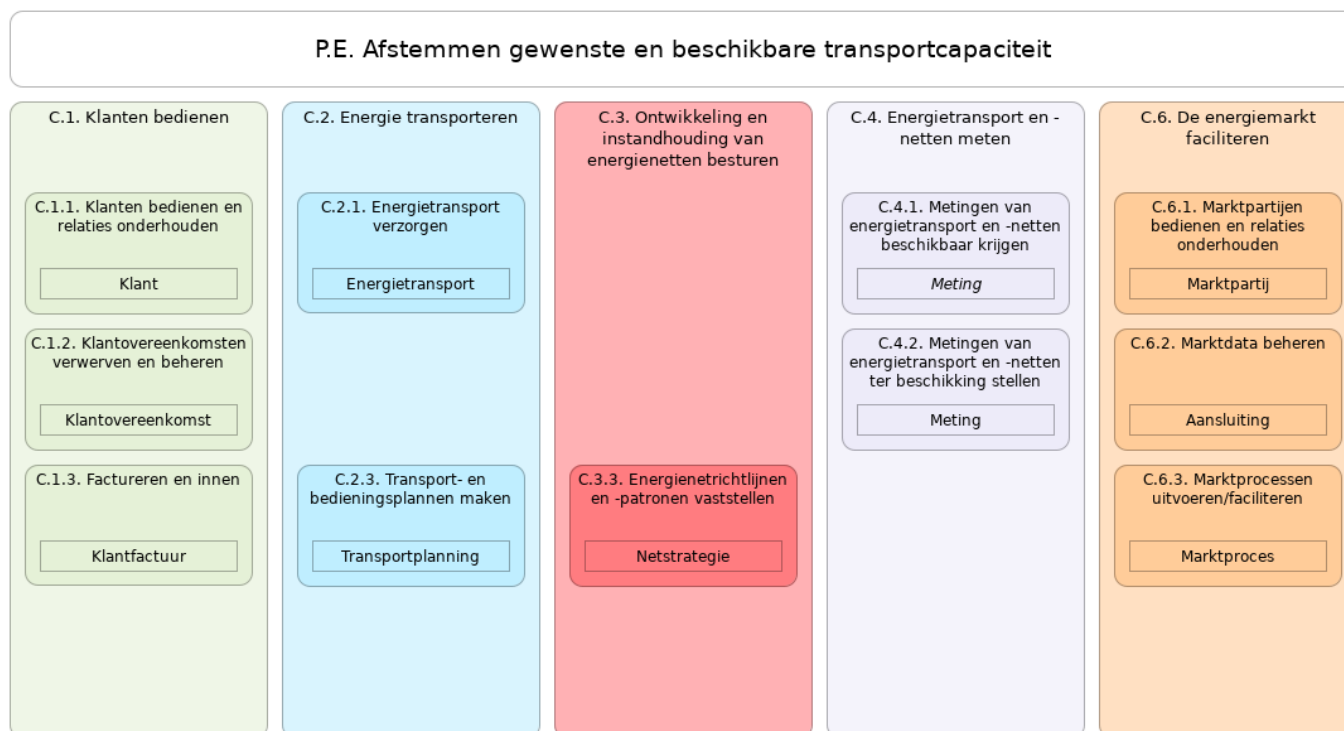 P.E. Afstemmen gewenste en beschikbare transportcapaciteit
C.1. Klanten bedienen
C.1.1. Klanten bedienen en
relaties onderhouden
Klant
C.1.2. Klantovereenkomsten
verwerven en beheren
Klantovereenkomst
C.1.3. Factureren en innen
Klantfactuur
C.2. Energie transporteren
C.2.1. Energietransport
verzorgen
Energietransport
C.2.3. Transport- en
bedieningsplannen maken
Transportplanning
C.3. Ontwikkeling en
instandhouding van
energienetten besturen
C.3.3. Energienetrichtlijnen
en -patronen vaststellen
Netstrategie
C.4. Energietransport en -
netten meten
C.4.1. Metingen van
energietransport en -netten
beschikbaar krijgen
Meting
C.4.2. Metingen van
energietransport en -netten
ter beschikking stellen
Meting
C.6. De energiemarkt
faciliteren
C.6.1. Marktpartijen
bedienen en relaties
onderhouden
Marktpartij
C.6.2. Marktdata beheren
Aansluiting
C.6.3. Marktprocessen
uitvoeren/faciliteren
Marktproces